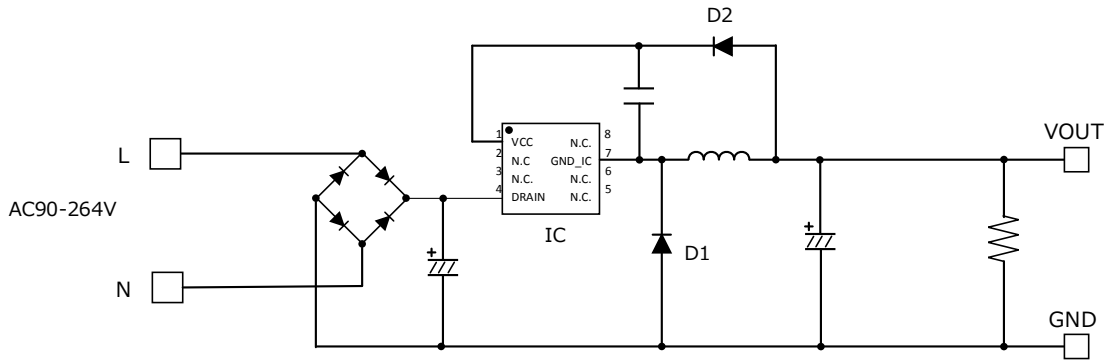 D2
L
AC90-264V
N
1 VCC N.C. 8
2 N.C GND_IC 7
3 N.C. N.C. 6
4 DRAIN N.C. 5
IC
D1
+
+
VOUT
GND